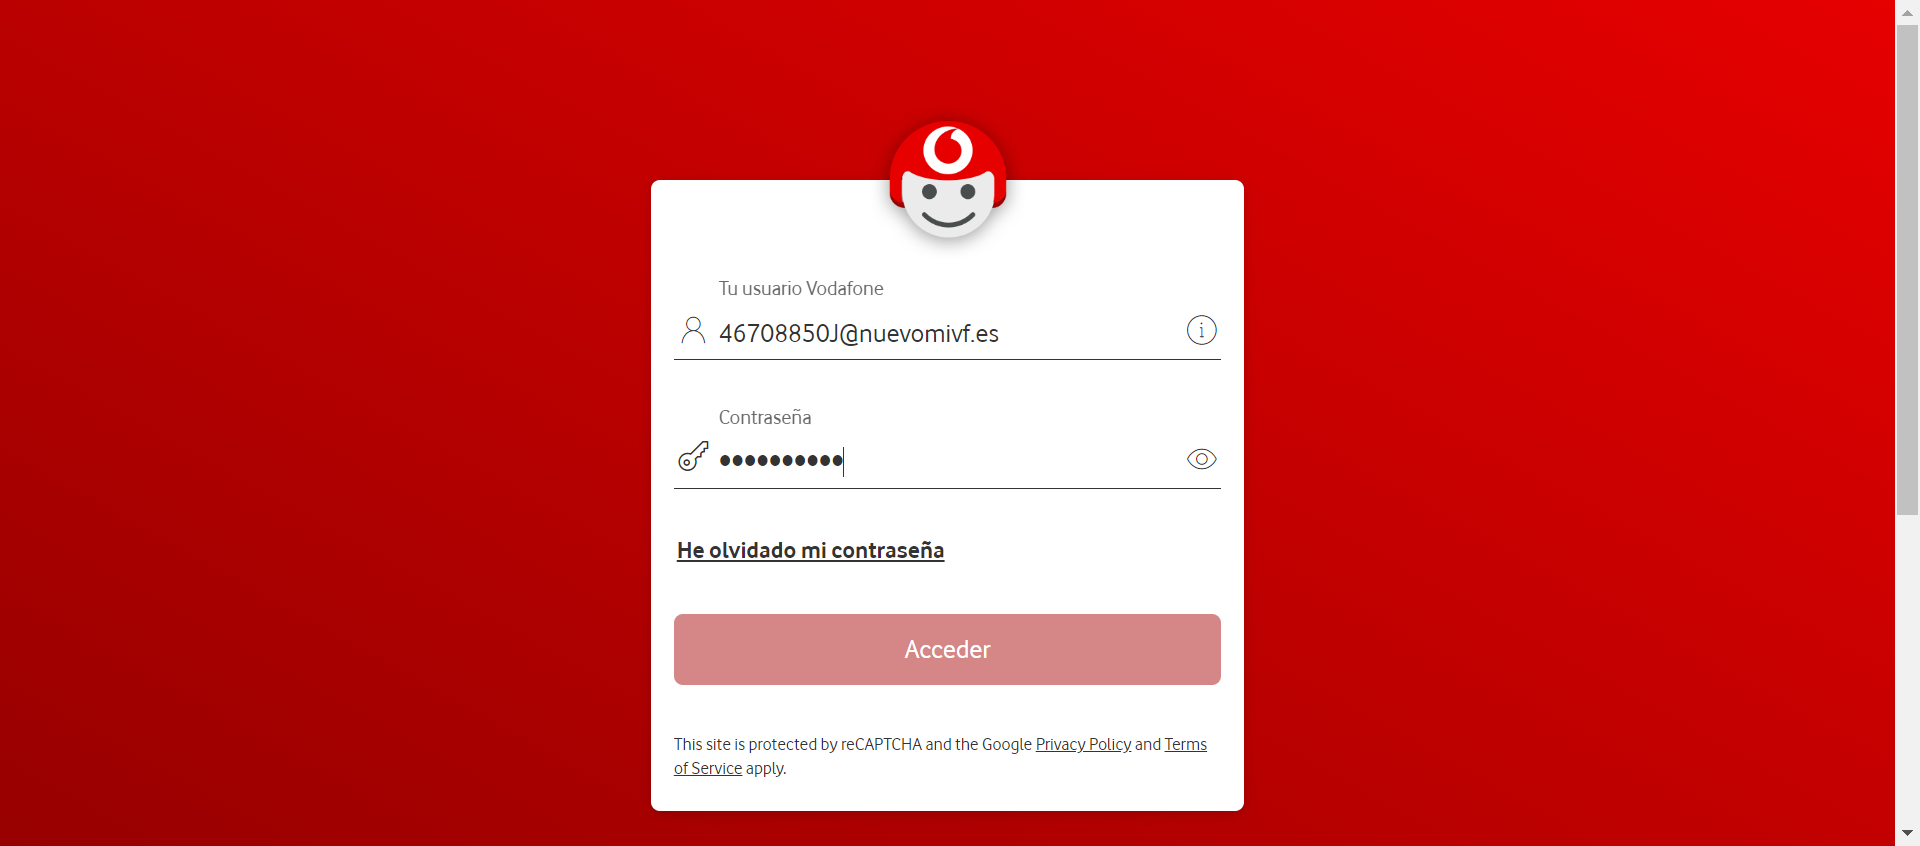 Tu usuario Vodafone
46708850J@nuevomivf.es
Contraseña
••••••••••
He olvidado mi contraseña
Acceder
This site is protected by reCAPTCHA and the Google Privacy Policy and Terms
of Service apply.